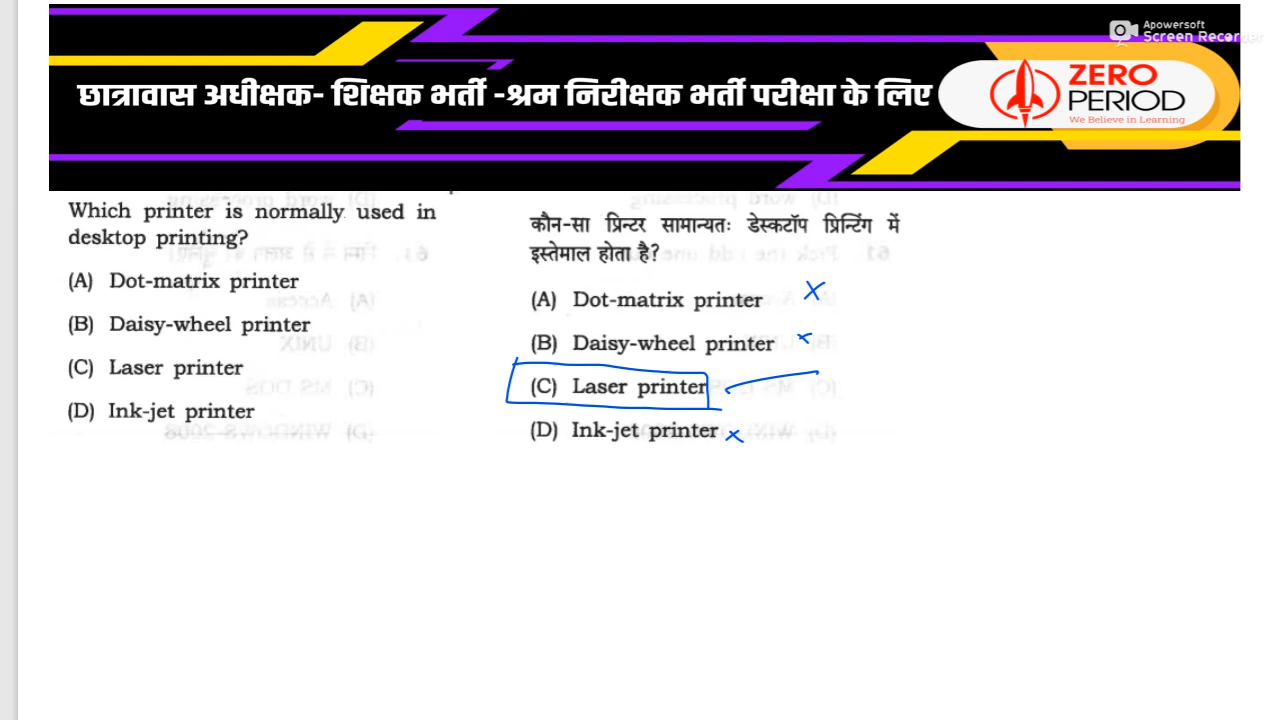 Apowersoft
Screen Recorder
छात्रावास अधीक्षक- शिक्षक भर्ती -श्रम निरीक्षक भर्ती परीक्षा के लिए
ZERO
PERIOD
We Believe in Learning
Which printer is normally used in
desktop printing?
(A) Dot-matrix printer
(B) Daisy-wheel printer
(C) Laser printer
(D) Ink-jet printer
कौन-सा प्रिन्टर सामान्यतः डेस्कटॉप प्रिन्टिंग में
इस्तेमाल होता है?
(A) Dot-matrix printer
(B) Daisy-wheel printer
(C) Laser printer
(D) Ink-jet printer